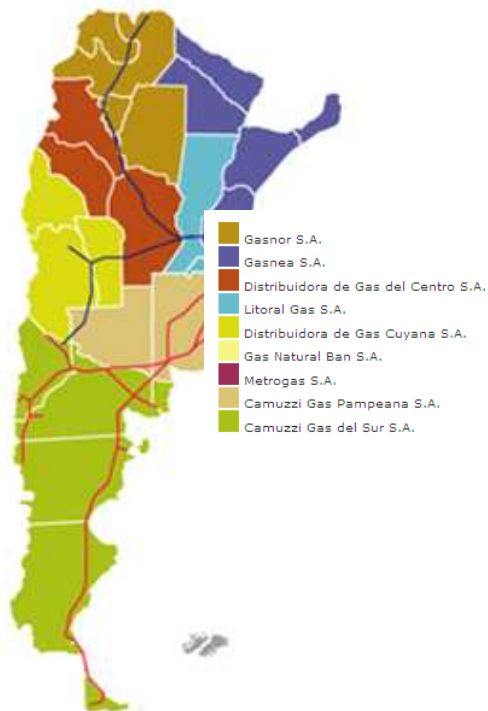 Gasnor S.A.
Gasnea S.A.
Distribuidora de Gas del Centro S.A.
Litoral Gas S.A.
Distribuidora de Gas Cuyana S.A.
Gas Natural Ban S.A.
Metrogas S.A.
Camuzzi Gas Pampeana S.A.
Camuzzi Gas del Sur S.A.